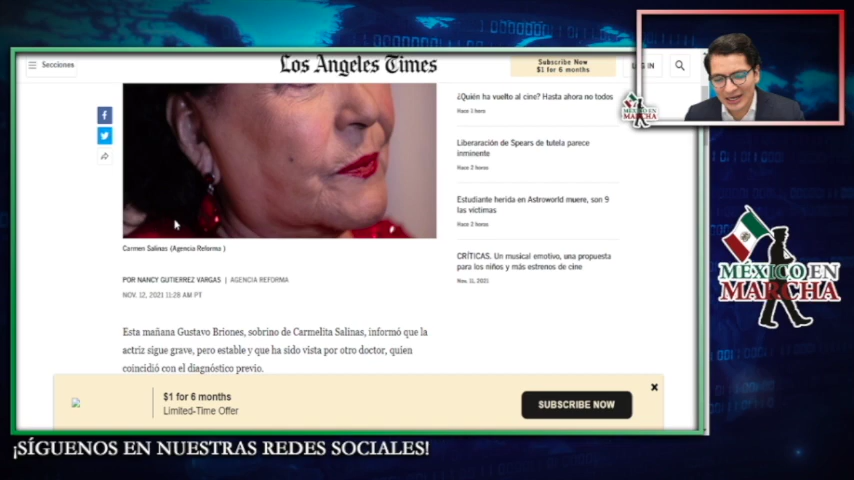 Secciones
Los Angeles Times
Subscribe Now
$1 for 6 months
IN
¿Quién ha vuelto al cine? Hasta ahora no todos
Hace 1 hora
Liberaración de Spears de tutela parece
inminente
Hace 2 horas
Estudiante herida en Astroworld muere, son 9
las víctimas
Hace 2 horas
CRÍTICAS. Un musical emotivo, una propuesta
para los niños y más estrenos de cine
Nov. 11, 2021
Carmen Salinas (Agencia Reforma )
POR NANCY GUTIERREZ VARGAS | AGENCIA REFORMA
NOV. 12, 2021 11:28 AM PT
Esta mañana Gustavo Briones, sobrino de Carmelita Salinas, informó que la
actriz sigue grave, pero estable y que ha sido vista por otro doctor, quien
coincidió con el diagnóstico previo.
$1 for 6 months
Limited-Time Offer
SUBSCRIBE NOW
MÉXICO EN
MARCHA
MÉXICO EN
MARCHA
¡SÍGUENOS EN NUESTRAS REDES SOCIALES!